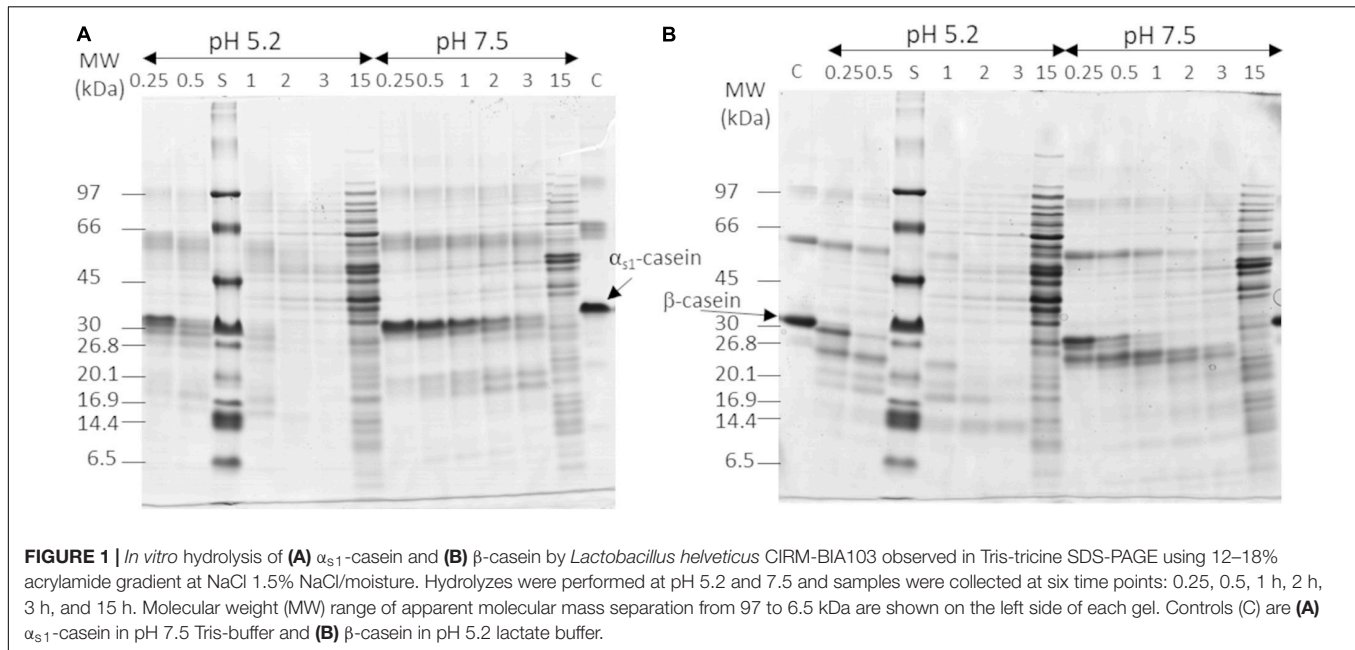 A
pH 5.2 pH 7.5
MW
(kDa)
0.25 0.5 S 1 2 3 15 0.25 0.5 1 2 3 15 C
97
66
45
30
26.8
20.1
16.9
14.4
6.5
αs1-casein
B
pH 5.2 pH 7.5
C 0.25 0.5 S 1 2 3 15 0.25 0.5 1 2 3 15
MW
(kDa)
97
66
45
β-casein
30
26.8
20.1
16.9
14.4
6.5
FIGURE 1 | In vitro hydrolysis of (A) αs1-casein and (B) β-casein by Lactobacillus helveticus CIRM-BIA103 observed in Tris-tricine SDS-PAGE using 12–18%
acrylamide gradient at NaCl 1.5% NaCl/moisture. Hydrolyzes were performed at pH 5.2 and 7.5 and samples were collected at six time points: 0.25, 0.5, 1 h, 2 h,
3 h, and 15 h. Molecular weight (MW) range of apparent molecular mass separation from 97 to 6.5 kDa are shown on the left side of each gel. Controls (C) are (A)
αs1-casein in pH 7.5 Tris-buffer and (B) β-casein in pH 5.2 lactate buffer.